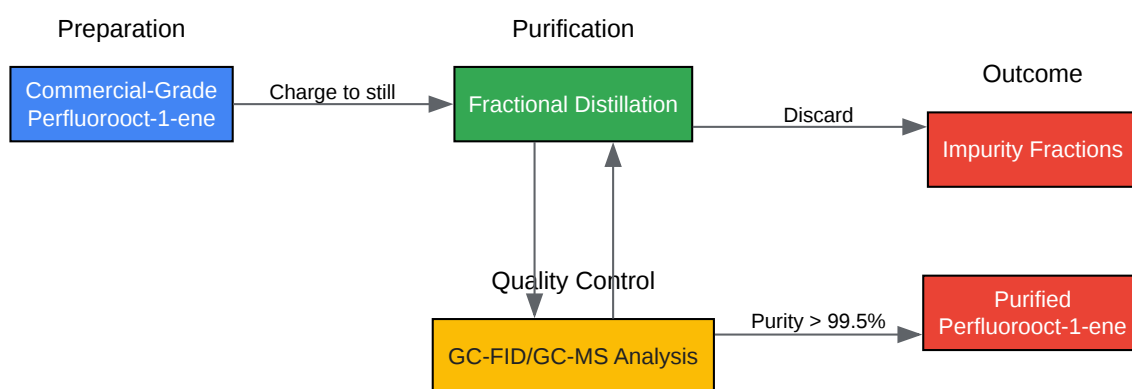 Preparation
Purification
Outcome
Commercial-Grade
Perfluorooct-1-ene
Charge to still
Fractional Distillation
Discard
Impurity Fractions
Quality Control
GC-FID/GC-MS Analysis
Purity > 99.5%
Purified
Perfluorooct-1-ene